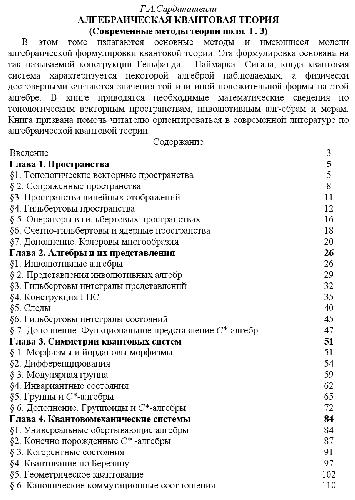 Г.А.Сарданашвили
АЛГЕБРАИЧЕСКАЯ КВАНТОВАЯ ТЕОРИЯ
(Современные методы теории поля. Т. 3)
В этом томе излагаются основные методы и имеющиеся модели
алгебраической формулировки квантовой теории. Эта формулировка основана на
так называемой конструкции Гельфанда – Наймарка – Сигала, когда квантовая
система характеризуется некоторой алгеброй наблюдаемых, а физически
достоверными считаются значения той или иной положительной формы на этой
алгебре. В книге приводятся необходимые математические сведения по
топологическим векторным пространствам, инволютивным алгебрам и мерам.
Книга призвана помочь читателю ориентироваться в современной литературе по
алгебраической квантовой теории.
Содержание
Введение 3
Глава 1. Пространства 5
§1. Топологические векторные пространства 5
§ 2. Сопряженные пространства 8
§3. Пространства линейных отображений 11
§4. Гильбертовы пространства 12
§ 5. Операторы в гильбертовых пространствах 16
§6. Счетно-гильбертовы и ядерные пространства 18
§7. Дополнение. Кэлеровы многообразия 20
Глава 2. Алгебры и их представления 26
§1. Инволютивные алгебры 26
§ 2. Представления инволютивных алгебр 29
§3. Гильбертовы интегралы представлений 32
§4. Конструкция ГНС 35
§5. Следы 40
§6. Гильбертовы интегралы состояний 45
§ 7. Дополнение. Функциональное представление C*-алгебр 47
Глава 3. Симметрии квантовых систем 51
§ 1. Морфизмы и йордановы морфизмы 51
§2. Дифференцирования 54
§ 3. Модулярная группа 59
§4. Инвариантные состояния 62
§5. Группы и C*-алгебры 65
§ 6. Дополнение. Группоиды и C*-алгебры 72
Глава 4. Квантовомеханические системы 84
§1. Универсальные обертывающие алгебры 84
§2. Конечно порожденные C*-алгебры 87
§ 3. Когерентные состояния 91
§4. Квантование по Березину 97
§5. Геометрическое квантование 102
§ 6. Канонические коммутационные соотношения 110